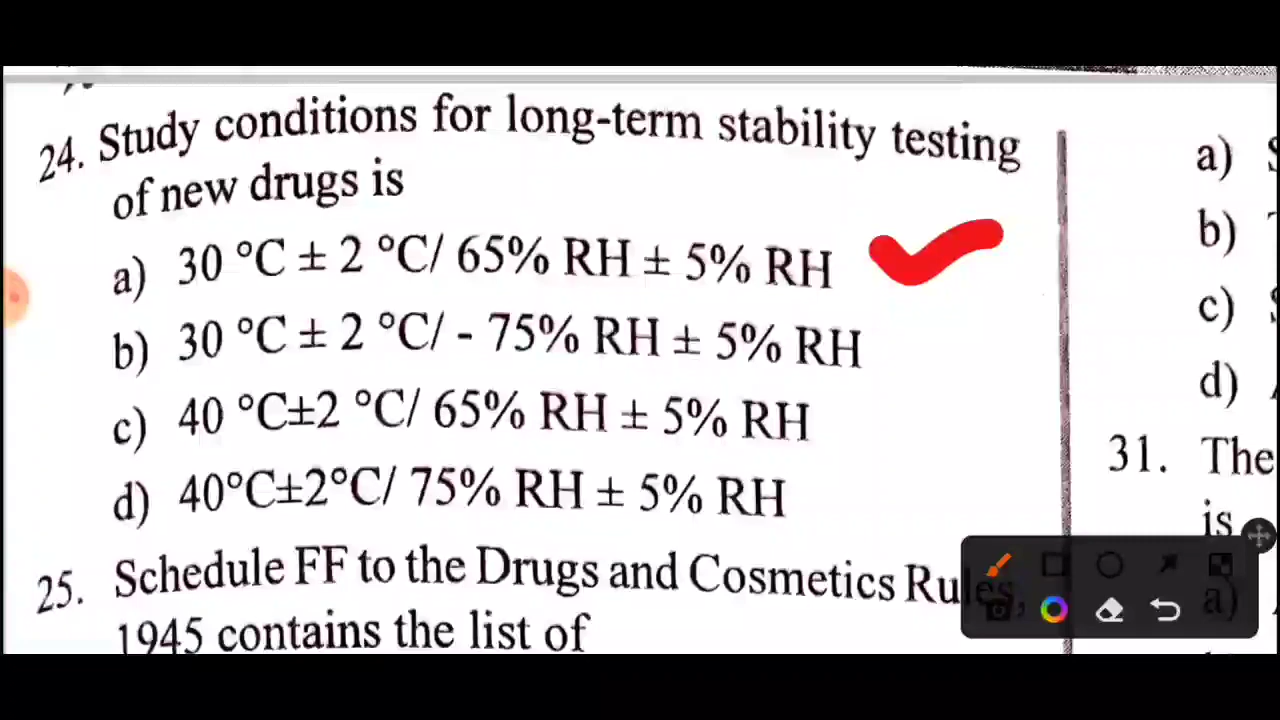 24. Study conditions for long-term stability testing
of new drugs is
a) 30 °C ± 2 °C/ 65% RH ± 5% RH
b) 30 °C ± 2 °C/ - 75% RH ± 5% RH
c) 40 °C±2 °C/ 65% RH ± 5% RH
d) 40°C±2°C/ 75% RH ± 5% RH
25. Schedule FF to the Drugs and Cosmetics Rules,
1945 contains the list of
a)
b)
c)
d)
31. The
is
a)